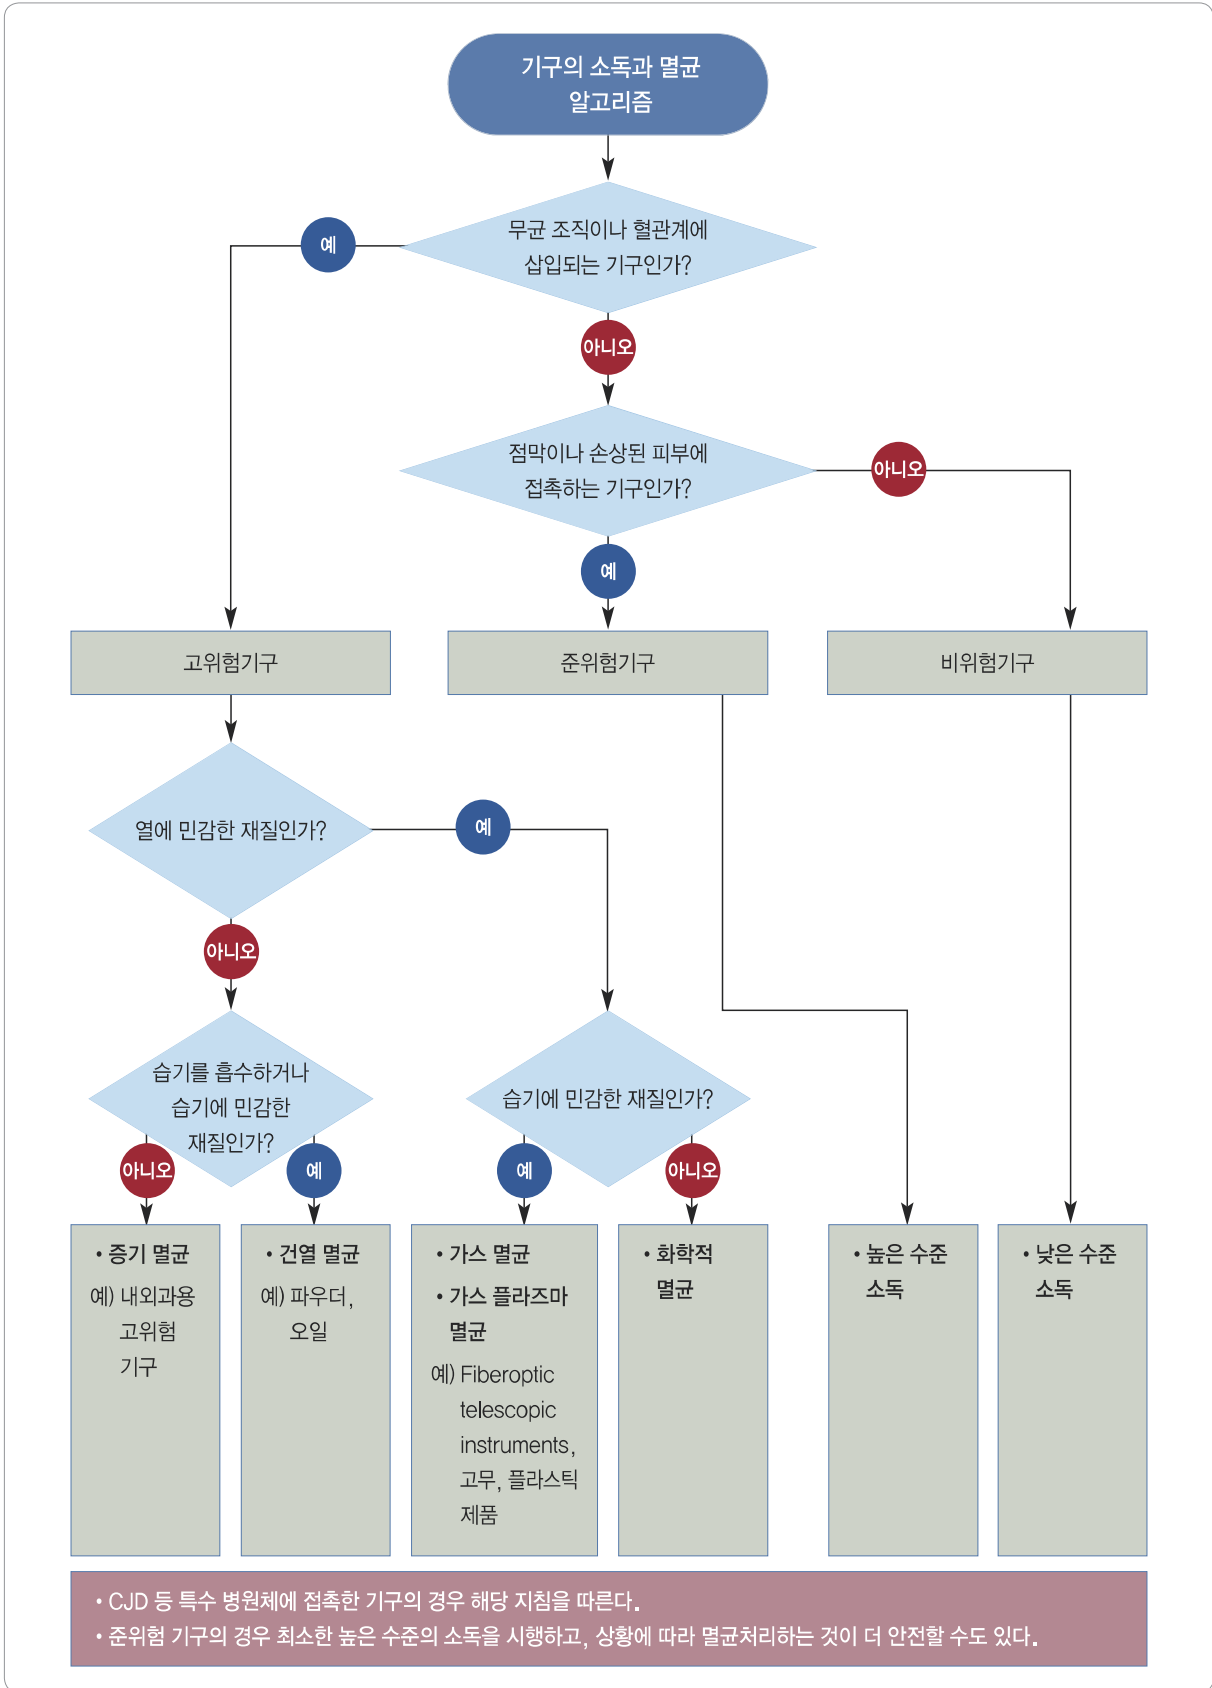 기구의 소독과 멸균
알고리즘
무균 조직이나 혈관계에
삽입되는 기구인가?
예
아니오
점막이나 손상된 피부에
접촉하는 기구인가?
아니오
예
고위험기구
준위험기구
비위험기구
열에 민감한 재질인가?
예
아니오
습기를 흡수하거나
습기에 민감한
재질인가?
습기에 민감한 재질인가?
아니오
예
예
아니오
• 증기 멸균
예) 내외과용
고위험
기구
• 건열 멸균
예) 파우더,
오일
• 가스 멸균
• 가스 플라즈마
멸균
예) Fiberoptic
telescopic
instruments,
고무, 플라스틱
제품
• 화학적
멸균
• 높은 수준
소독
• 낮은 수준
소독
• CJD 등 특수 병원체에 접촉한 기구의 경우 해당 지침을 따른다.
• 준위험 기구의 경우 최소한 높은 수준의 소독을 시행하고, 상황에 따라 멸균처리하는 것이 더 안전할 수도 있다.